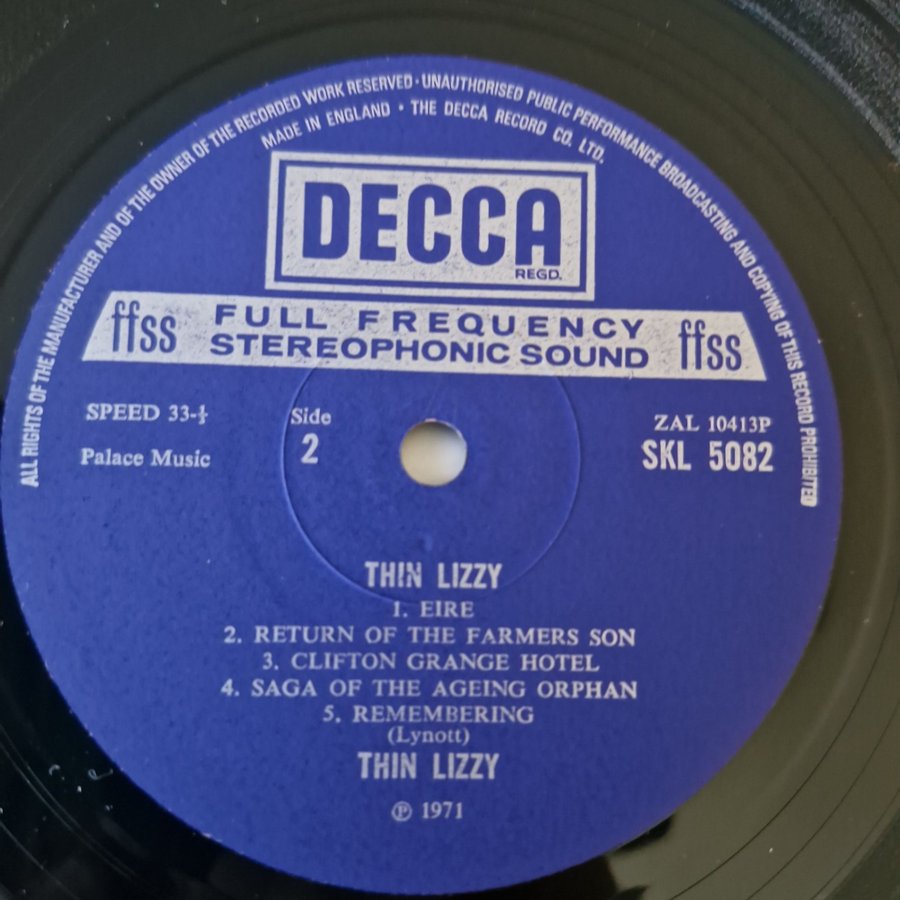 ALL RIGHTS OF THE MANUFACTURER AND OF THE OWNER OF THE RECORDED WORK RESERVED · UNAUTHORISED PUBLIC PERFORMANCE BROADCASTING AND COPYING OF THIS RECORD PROHIBITED
MADE IN ENGLAND · THE DECCA RECORD CO. LTD.
DECCA
REGD.
ffss FULL FREQUENCY STEREOPHONIC SOUND ffss
SPEED 33-⅓
Side
2
ZAL 10413P
Palace Music
SKL 5082
THIN LIZZY
1. EIRE
2. RETURN OF THE FARMERS SON
3. CLIFTON GRANGE HOTEL
4. SAGA OF THE AGEING ORPHAN
5. REMEMBERING
(Lynott)
THIN LIZZY
℗ 1971